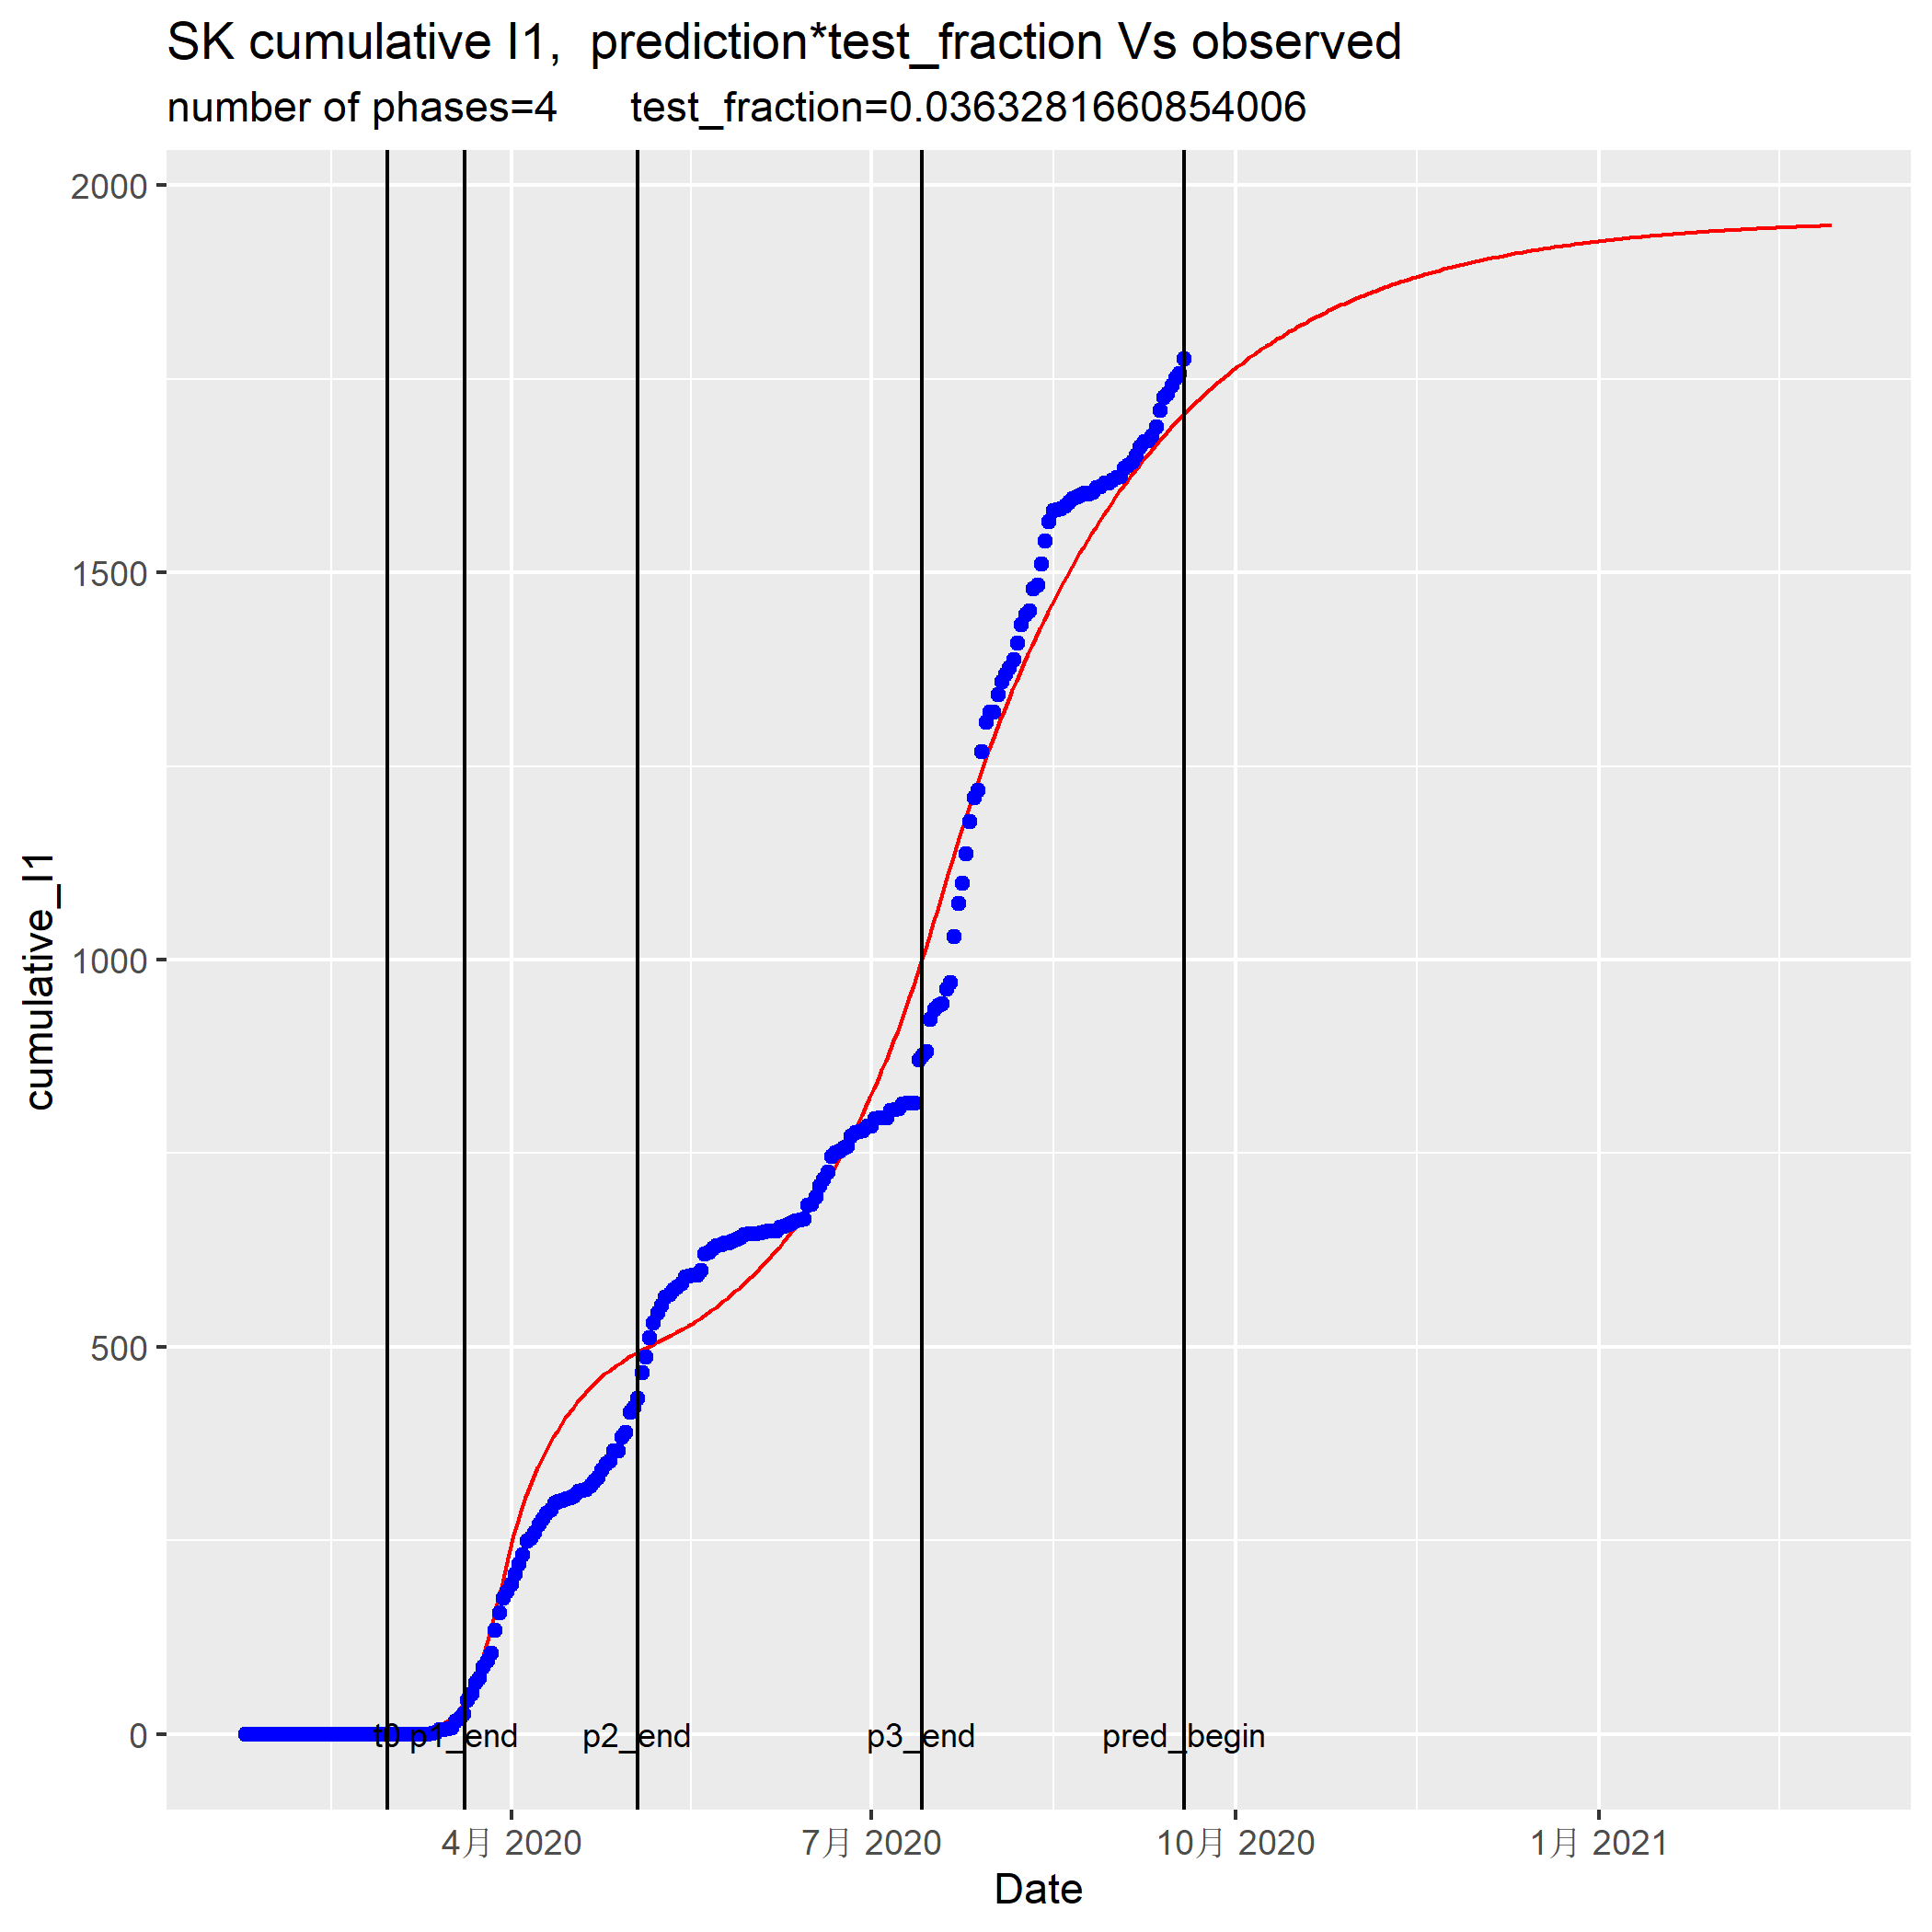 SK cumulative I1,  prediction*test_fraction Vs observed
number of phases=4      test_fraction=0.0363281660854006
2000
1500
1000
500
0
cumulative_I1
t0 p1_end p2_end p3_end pred_begin
4月 2020 7月 2020 10月 2020 1月 2021
Date